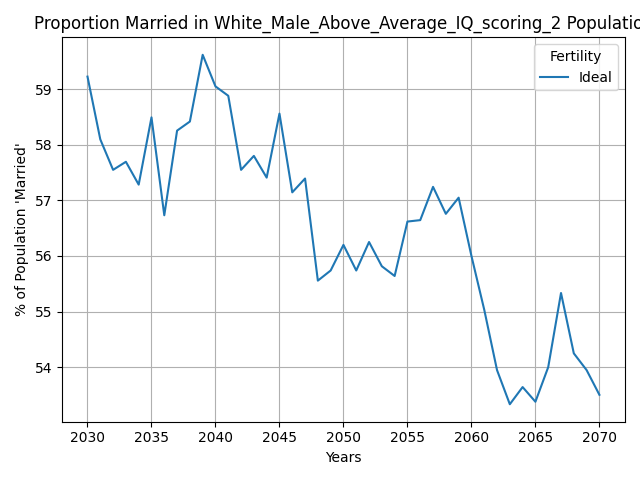 Proportion Married in White_Male_Above_Average_IQ_scoring_2 Populatio
Fertility
Ideal
% of Population 'Married'
59
58
57
56
55
54
2030 2035 2040 2045 2050 2055 2060 2065 2070
Years